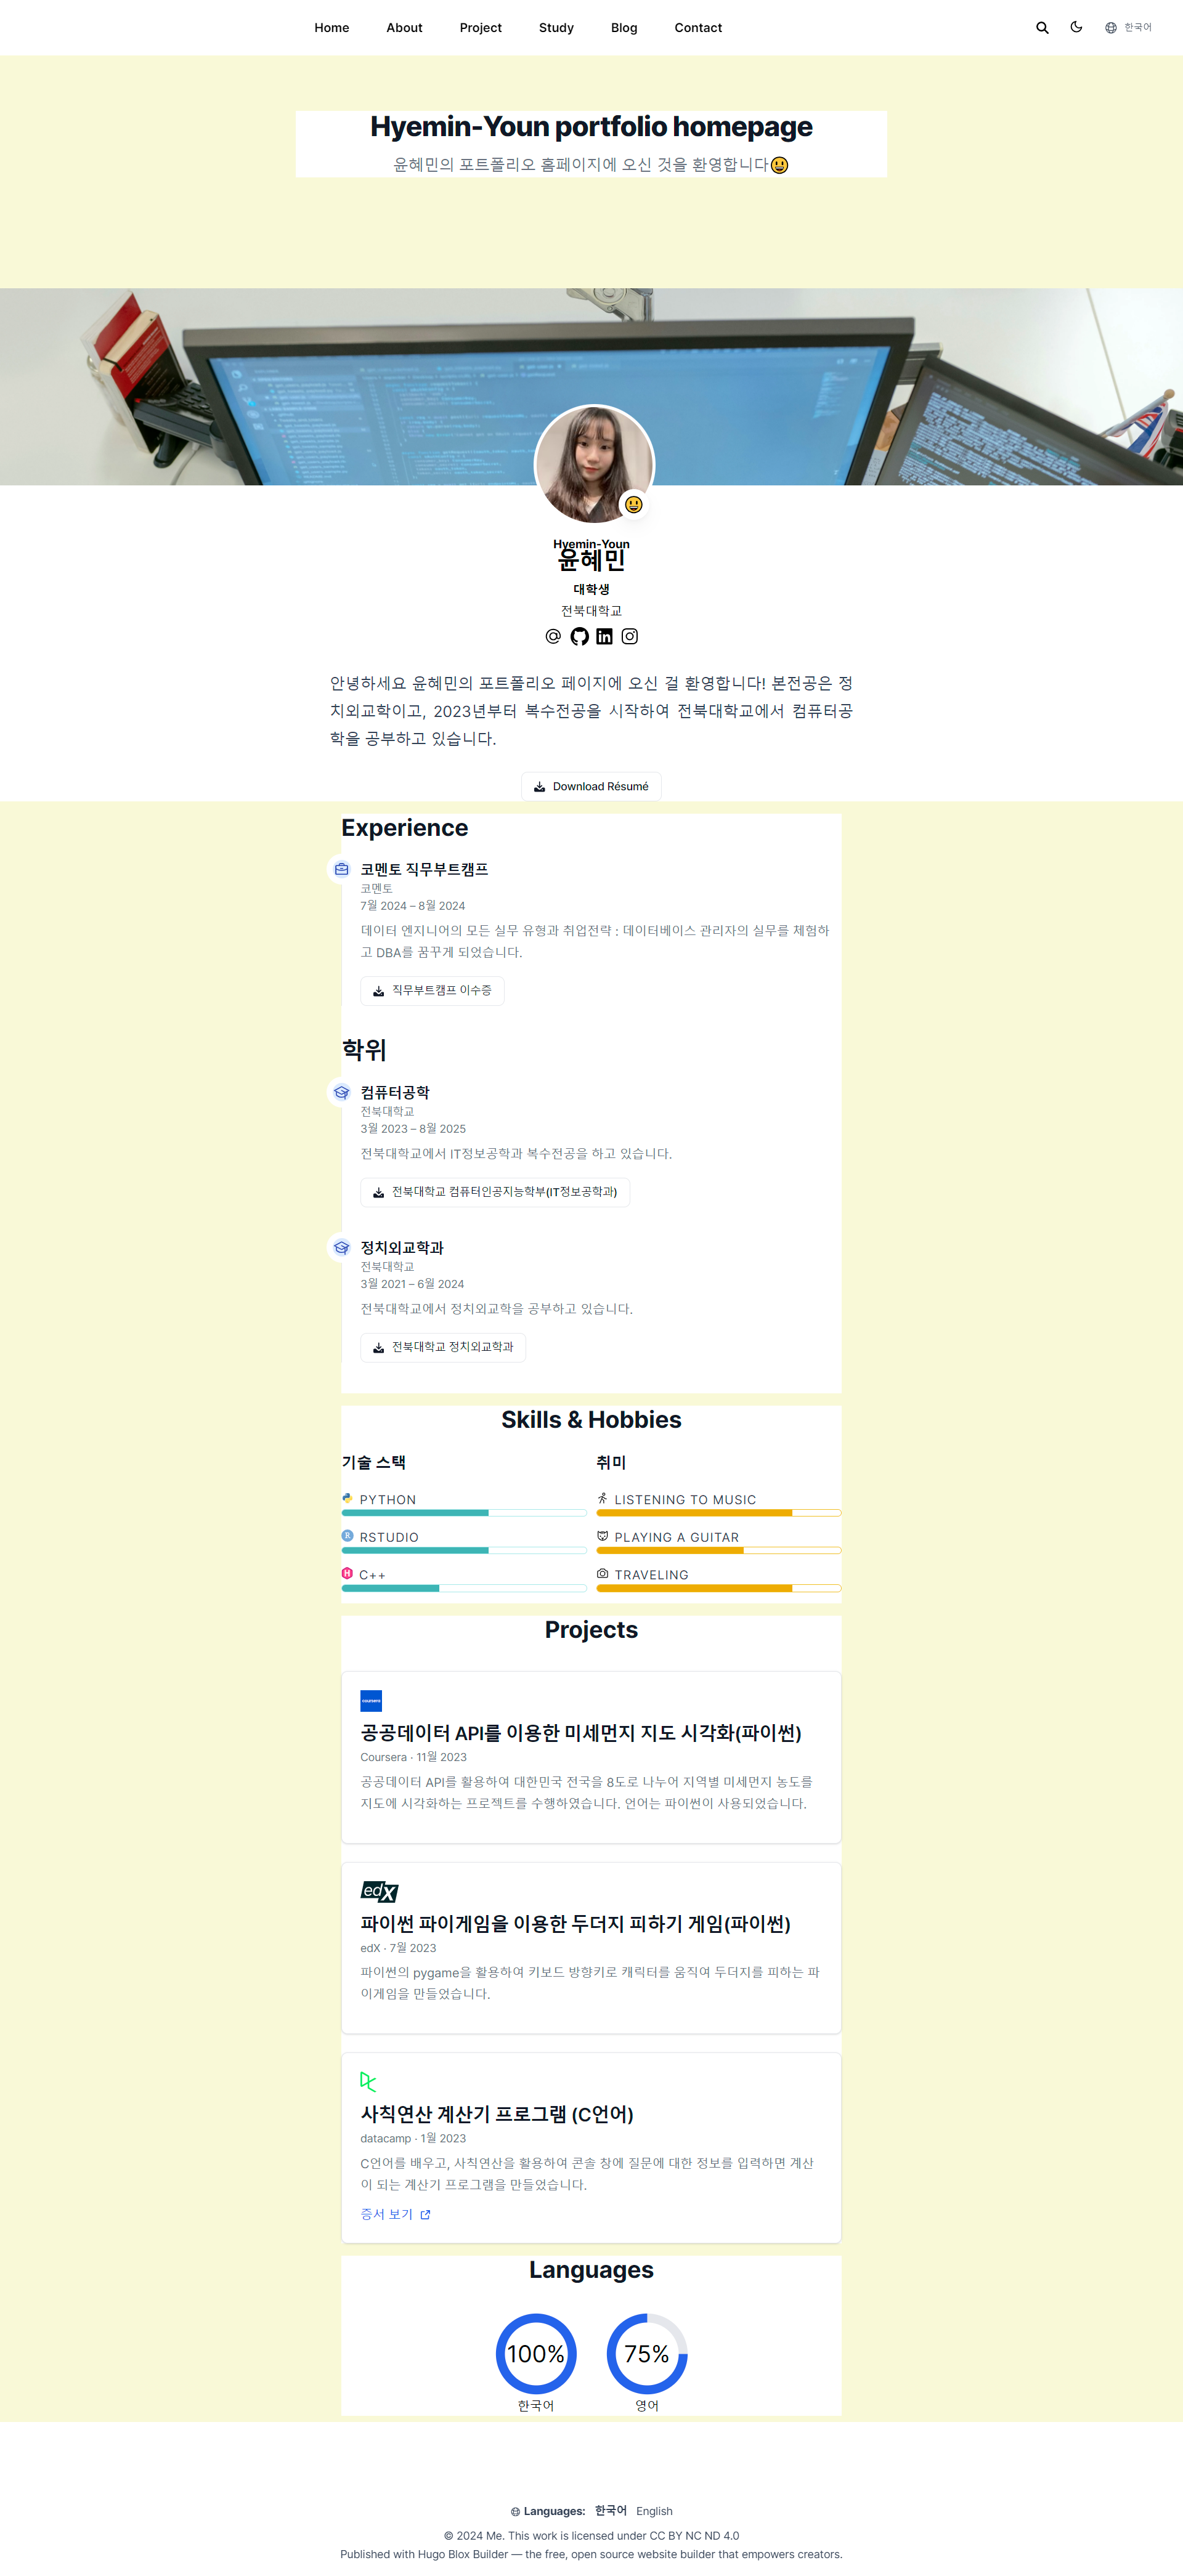 Home About Project Study Blog Contact 한국어
Hyemin-Youn portfolio homepage
윤혜민의 포트폴리오 홈페이지에 오신 것을 환영합니다😃
Hyemin-Youn
윤혜민
대학생
전북대학교
안녕하세요 윤혜민의 포트폴리오 페이지에 오신 걸 환영합니다! 본전공은 정
치외교학이고, 2023년부터 복수전공을 시작하여 전북대학교에서 컴퓨터공
학을 공부하고 있습니다.
Download Résumé
Experience
코멘토 직무부트캠프
코멘토
7월 2024 – 8월 2024
데이터 엔지니어의 모든 실무 유형과 취업전략 : 데이터베이스 관리자의 실무를 체험하
고 DBA를 꿈꾸게 되었습니다.
직무부트캠프 이수증
학위
컴퓨터공학
전북대학교
3월 2023 – 8월 2025
전북대학교에서 IT정보공학과 복수전공을 하고 있습니다.
전북대학교 컴퓨터인공지능학부(IT정보공학과)
정치외교학과
전북대학교
3월 2021 – 6월 2024
전북대학교에서 정치외교학을 공부하고 있습니다.
전북대학교 정치외교학과
Skills & Hobbies
기술 스택
PYTHON
RSTUDIO
C++
취미
LISTENING TO MUSIC
PLAYING A GUITAR
TRAVELING
Projects
coursera
공공데이터 API를 이용한 미세먼지 지도 시각화(파이썬)
Coursera · 11월 2023
공공데이터 API를 활용하여 대한민국 전국을 8도로 나누어 지역별 미세먼지 농도를
지도에 시각화하는 프로젝트를 수행하였습니다. 언어는 파이썬이 사용되었습니다.
edX
파이썬 파이게임을 이용한 두더지 피하기 게임(파이썬)
edX · 7월 2023
파이썬의 pygame을 활용하여 키보드 방향키로 캐릭터를 움직여 두더지를 피하는 파
이게임을 만들었습니다.
사칙연산 계산기 프로그램 (C언어)
datacamp · 1월 2023
C언어를 배우고, 사칙연산을 활용하여 콘솔 창에 질문에 대한 정보를 입력하면 계산
이 되는 계산기 프로그램을 만들었습니다.
증서 보기
Languages
100% 75%
한국어 영어
Languages: 한국어 English
© 2024 Me. This work is licensed under CC BY NC ND 4.0
Published with Hugo Blox Builder — the free, open source website builder that empowers creators.